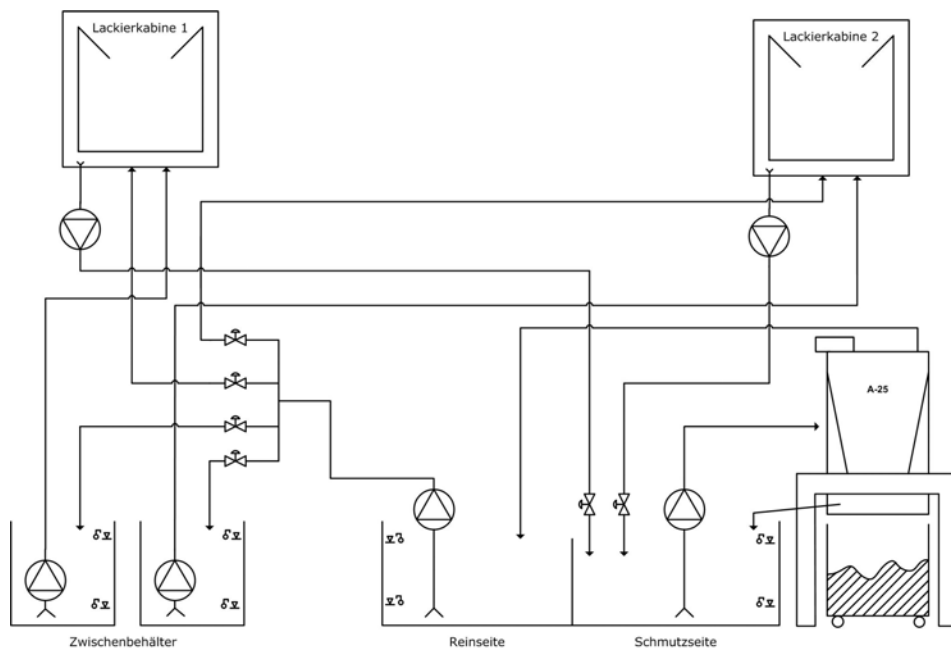 Lackierkabine 1
Lackierkabine 2
A-25
Zwischenbehälter
Reinseite
Schmutzseite